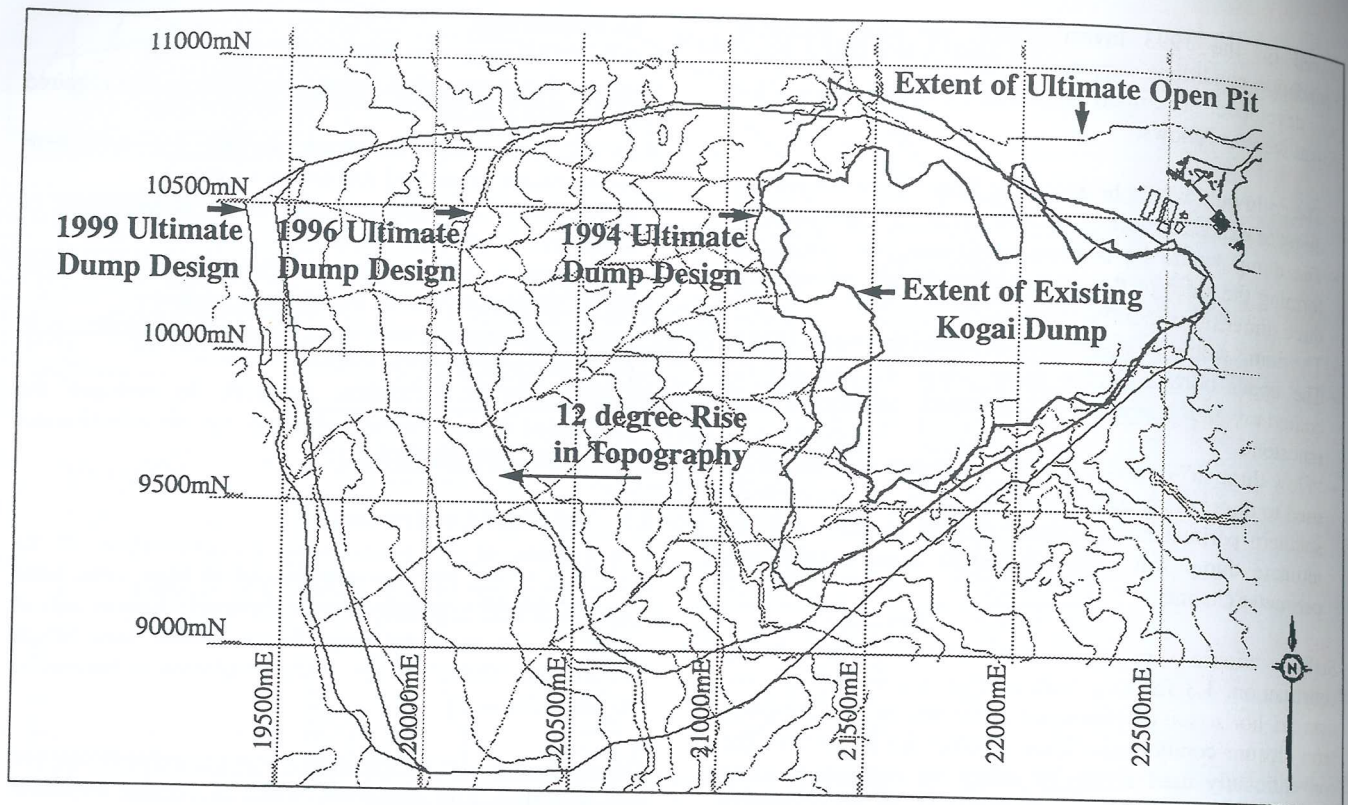 11000mN
Extent of Ultimate Open Pit
10500mN
1999 Ultimate
Dump Design
1996 Ultimate
Dump Design
1994 Ultimate
Dump Design
Extent of Existing
Kogai Dump
10000mN
12 degree Rise
in Topography
9500mN
9000mN
19500mE
20000mE
20500mE
21000mE
21500mE
22000mE
22500mE
N